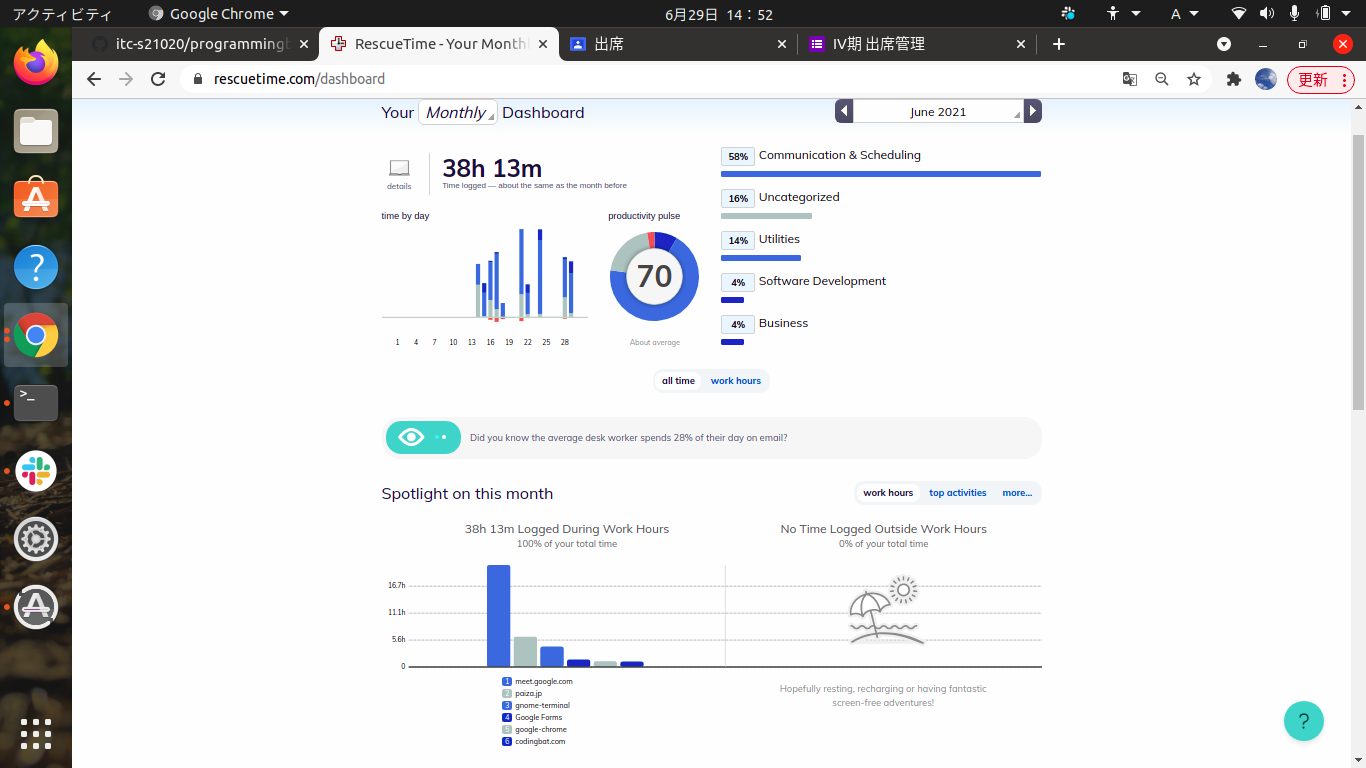 アクティビティ
Google Chrome
6月29日 14：52
A
itc-s21020/programmingt
RescueTime - Your Monthl
出席
IV期 出席管理
rescuetime.com/dashboard
更新
Your Monthly Dashboard
June 2021
details
38h 13m
Time logged — about the same as the month before
time by day
productivity pulse
70
About average
1 4 7 10 13 16 19 22 25 28
58% Communication & Scheduling
16% Uncategorized
14% Utilities
4% Software Development
4% Business
all time
work hours
Did you know the average desk worker spends 28% of their day on email?
Spotlight on this month
work hours
top activities
more...
38h 13m Logged During Work Hours
100% of your total time
16.7h
11.1h
5.6h
0
1 meet.google.com
2 paiza.jp
3 gnome-terminal
4 Google Forms
5 google-chrome
6 codingbat.com
No Time Logged Outside Work Hours
0% of your total time
Hopefully resting, recharging or having fantastic
screen-free adventures!
?